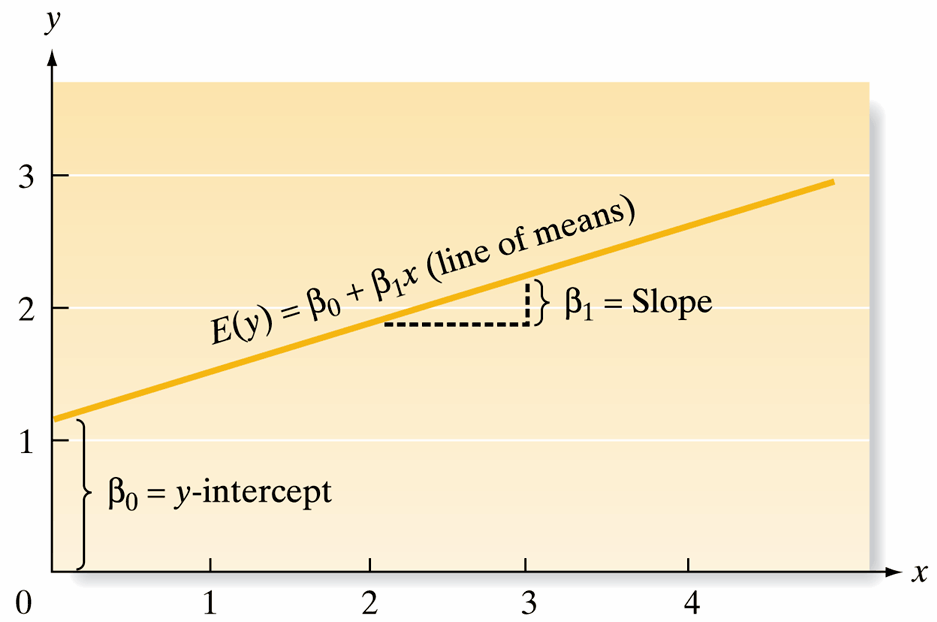 y
3
E(y) = β₀ + β₁x (line of means)
2
β₁ = Slope
1
β₀ = y-intercept
x
0 1 2 3 4